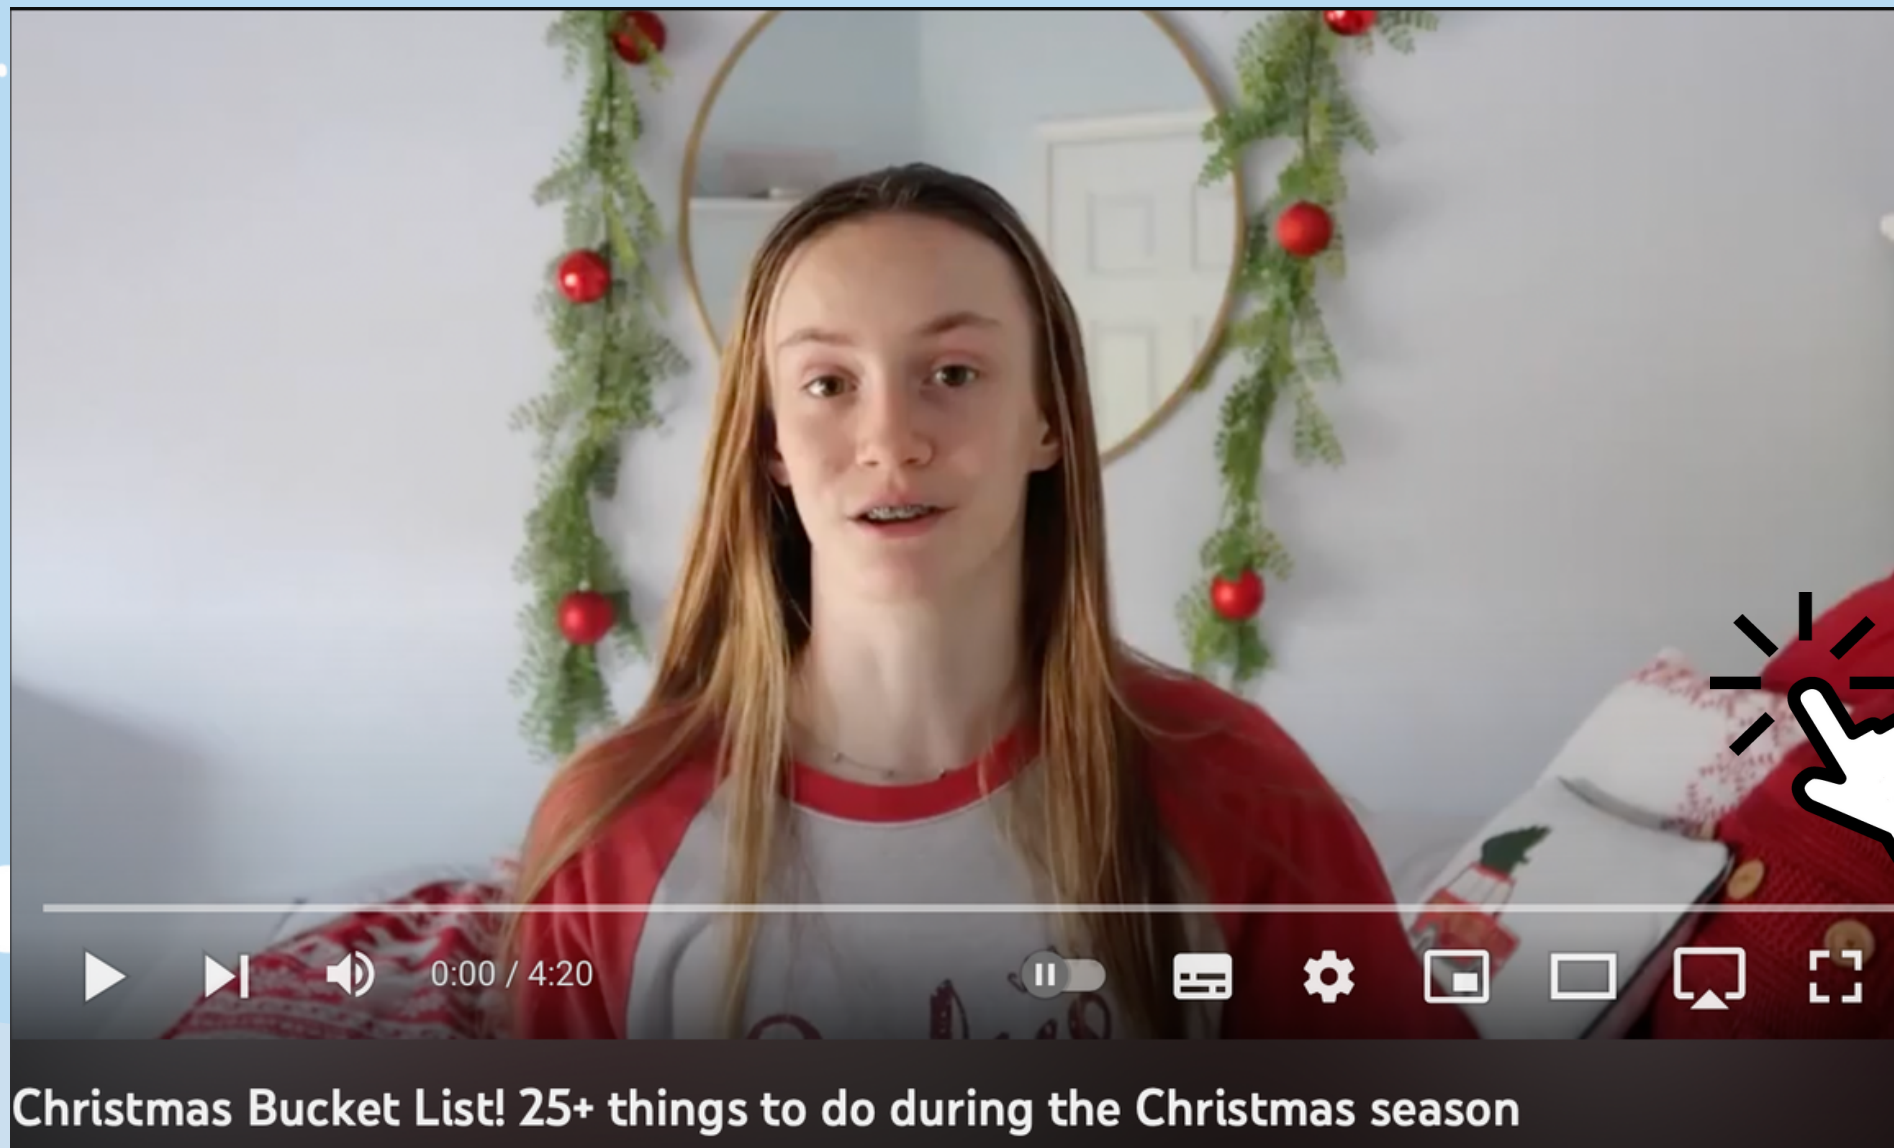 0:00 / 4:20
Christmas Bucket List! 25+ things to do during the Christmas season